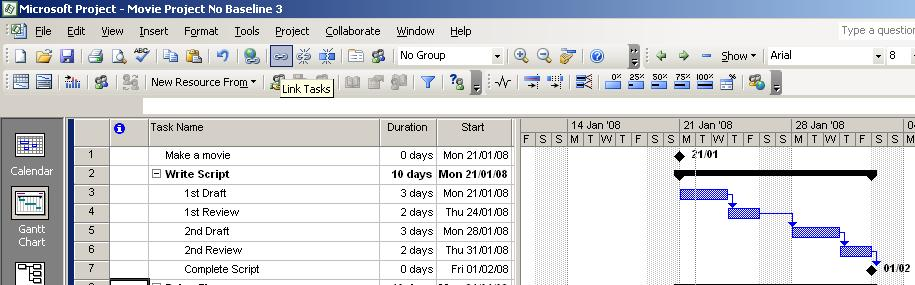 Microsoft Project - Movie Project No Baseline 3
File Edit View Insert Format Tools Project Collaborate Window Help Type a question
No Group Show Arial 8
New Resource From 0% 25% 50% 75% 100%
Link Tasks
Task Name Duration Start 14 Jan '08 21 Jan '08 28 Jan '08 04
F S S M T W T F S S M T W T F S S M T W T F S S M
1 Make a movie 0 days Mon 21/01/08 21/01
2 Write Script 10 days Mon 21/01/08
3 1st Draft 3 days Mon 21/01/08
4 1st Review 2 days Thu 24/01/08
5 2nd Draft 3 days Mon 28/01/08
6 2nd Review 2 days Thu 31/01/08
7 Complete Script 0 days Fri 01/02/08 01/02
Calendar
Gantt
Chart